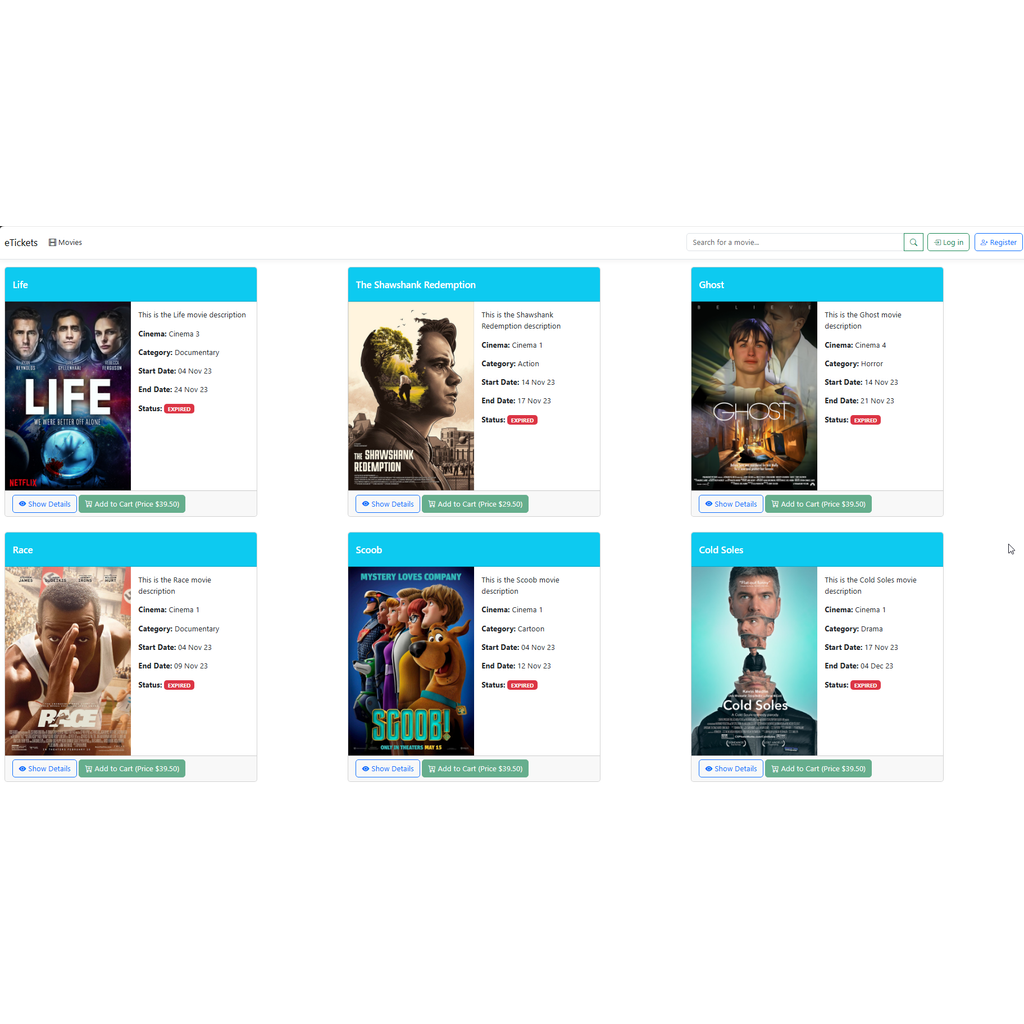 eTickets
Movies
Search for a movie...
Log in
Register
Life
This is the Life movie description
Cinema: Cinema 3
Category: Documentary
Start Date: 04 Nov 23
End Date: 24 Nov 23
Status: EXPIRED
REYNOLDS
GYLLENHAAL
FERGUSON
LIFE
WE WERE BETTER OFF ALONE
NETFLIX
Show Details
Add to Cart (Price $39.50)
The Shawshank Redemption
This is the Shawshank
Redemption description
Cinema: Cinema 1
Category: Action
Start Date: 14 Nov 23
End Date: 17 Nov 23
Status: EXPIRED
THE SHAWSHANK
REDEMPTION
Show Details
Add to Cart (Price $29.50)
Ghost
This is the Ghost movie
description
Cinema: Cinema 4
Category: Horror
Start Date: 14 Nov 23
End Date: 21 Nov 23
Status: EXPIRED
BELIEVE
GHOST
Show Details
Add to Cart (Price $39.50)
Race
This is the Race movie
description
Cinema: Cinema 1
Category: Documentary
Start Date: 04 Nov 23
End Date: 09 Nov 23
Status: EXPIRED
JAMES
HURT
RACE
Show Details
Add to Cart (Price $39.50)
Scoob
This is the Scoob movie
description
Cinema: Cinema 1
Category: Cartoon
Start Date: 04 Nov 23
End Date: 12 Nov 23
Status: EXPIRED
MYSTERY LOVES COMPANY
SCOOB!
ONLY IN THEATERS MAY 15
Show Details
Add to Cart (Price $39.50)
Cold Soles
This is the Cold Soles movie
description
Cinema: Cinema 1
Category: Drama
Start Date: 17 Nov 23
End Date: 04 Dec 23
Status: EXPIRED
Cold Soles
Show Details
Add to Cart (Price $39.50)